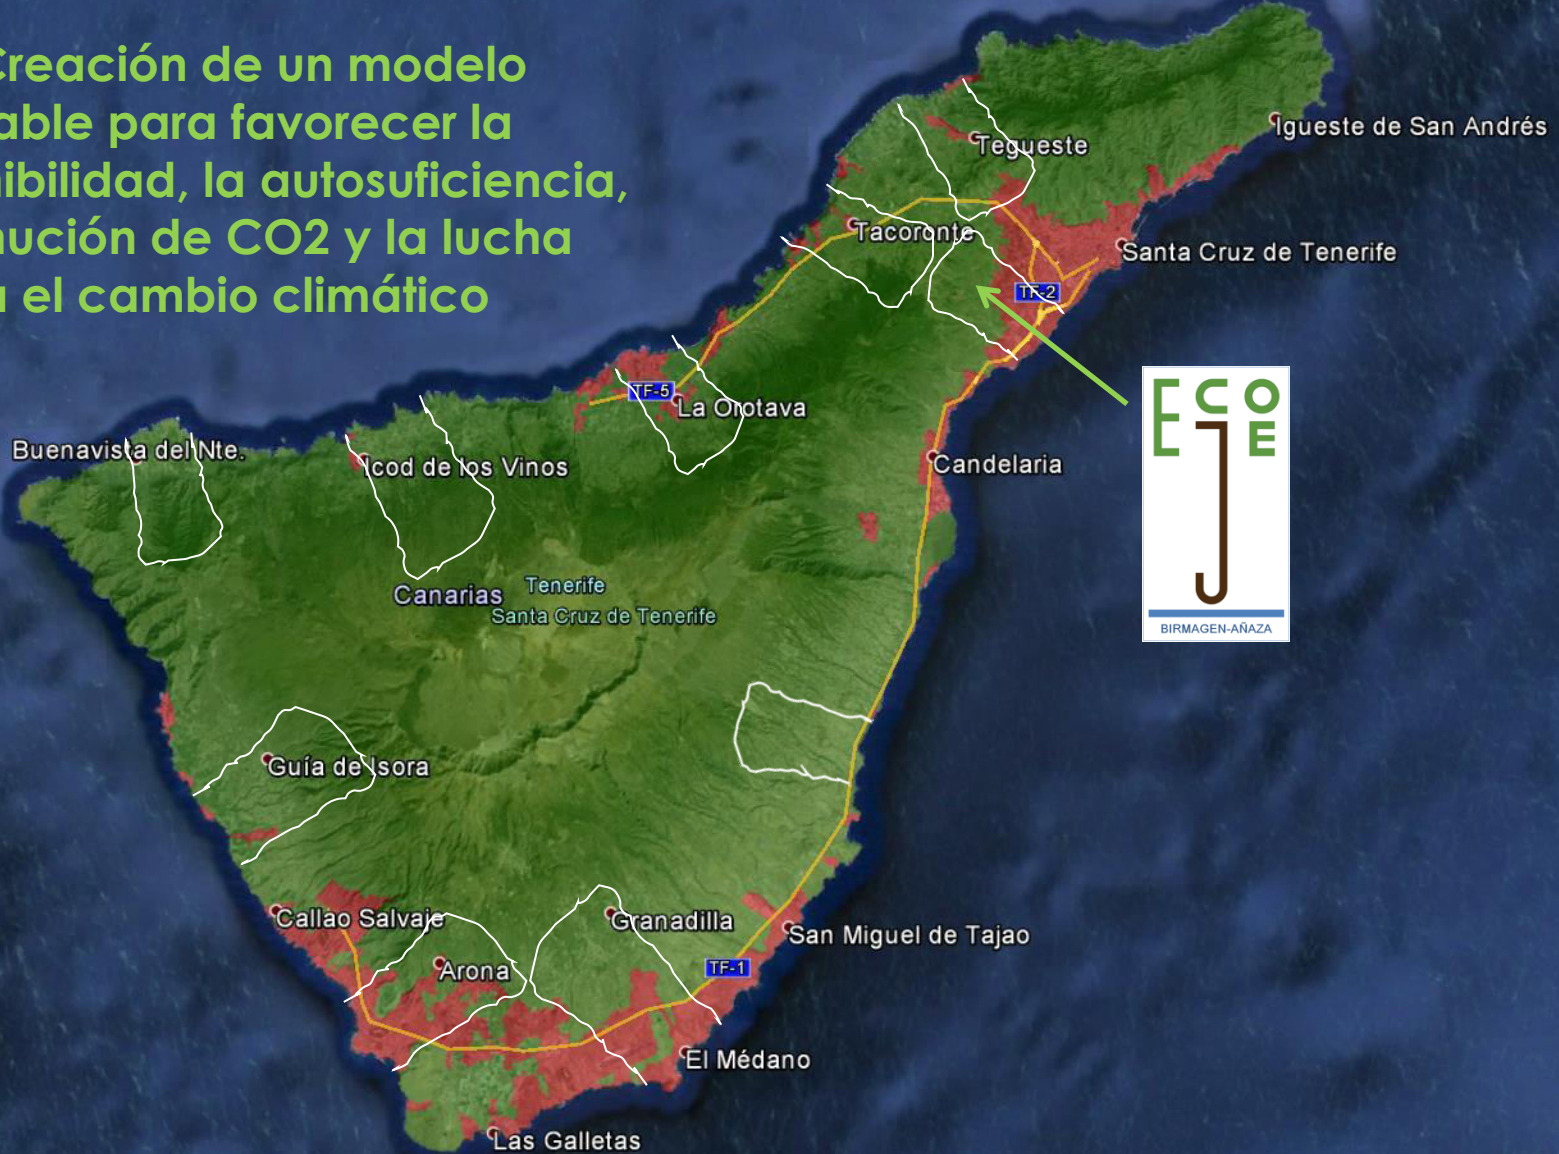 Creación de un modelo
able para favorecer la
nibilidad, la autosuficiencia,
nución de CO2 y la lucha
a el cambio climático
Igueste de San Andrés
Tegueste
Tacoronte
Santa Cruz de Tenerife
TF-2
TF-5
La Orotava
ECO
EJE
BIRMAGEN-AÑAZA
Buenavista del Nte.
Icod de los Vinos
Candelaria
Canarias
Tenerife
Santa Cruz de Tenerife
Guía de Isora
Callao Salvaje
Granadilla
San Miguel de Tajao
Arona
TF-1
El Médano
Las Galletas